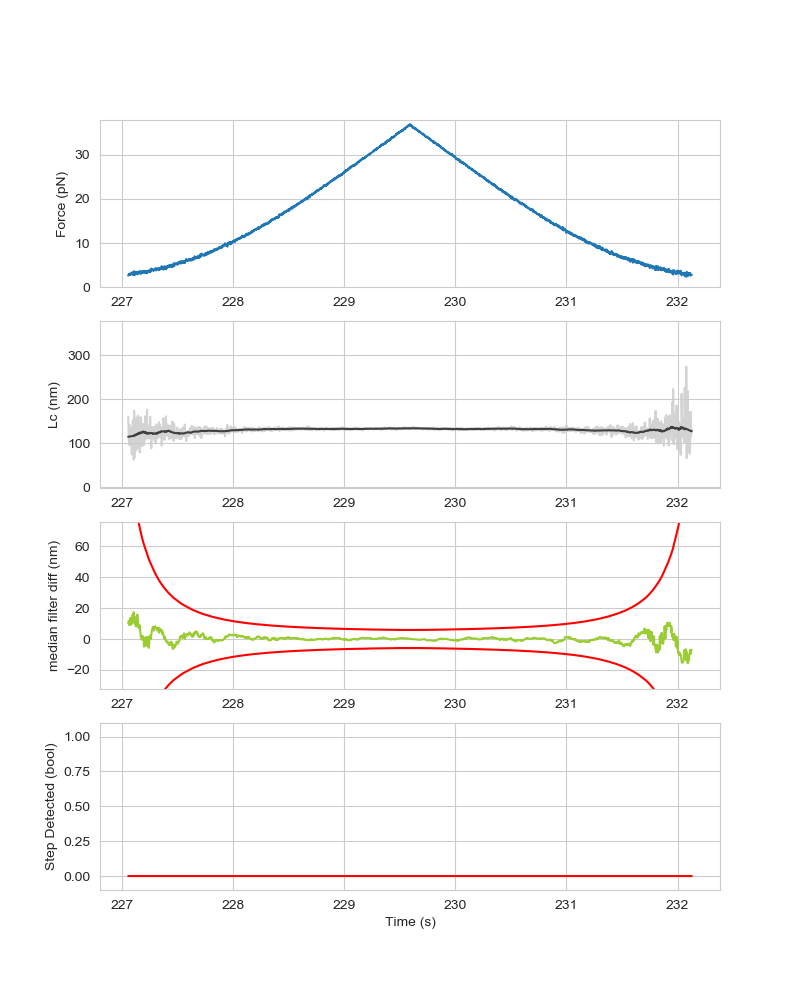 Force (pN)
30
20
10
0
227 228 229 230 231 232
Lc (nm)
300
200
100
0
227 228 229 230 231 232
median filter diff (nm)
60
40
20
0
−20
227 228 229 230 231 232
Step Detected (bool)
1.00
0.75
0.50
0.25
0.00
227 228 229 230 231 232
Time (s)